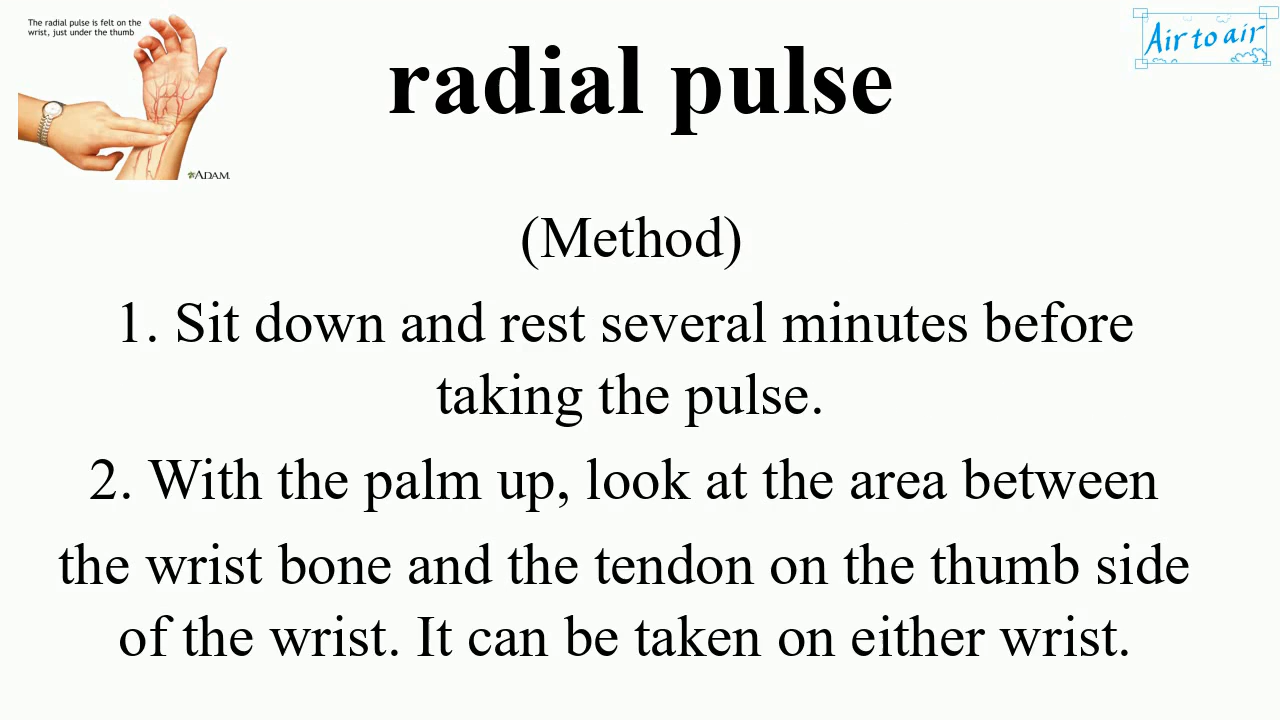 The radial pulse is felt on the
wrist, just under the thumb
Air to air
radial pulse
ADAM.
(Method)
1. Sit down and rest several minutes before
taking the pulse.
2. With the palm up, look at the area between
the wrist bone and the tendon on the thumb side
of the wrist. It can be taken on either wrist.